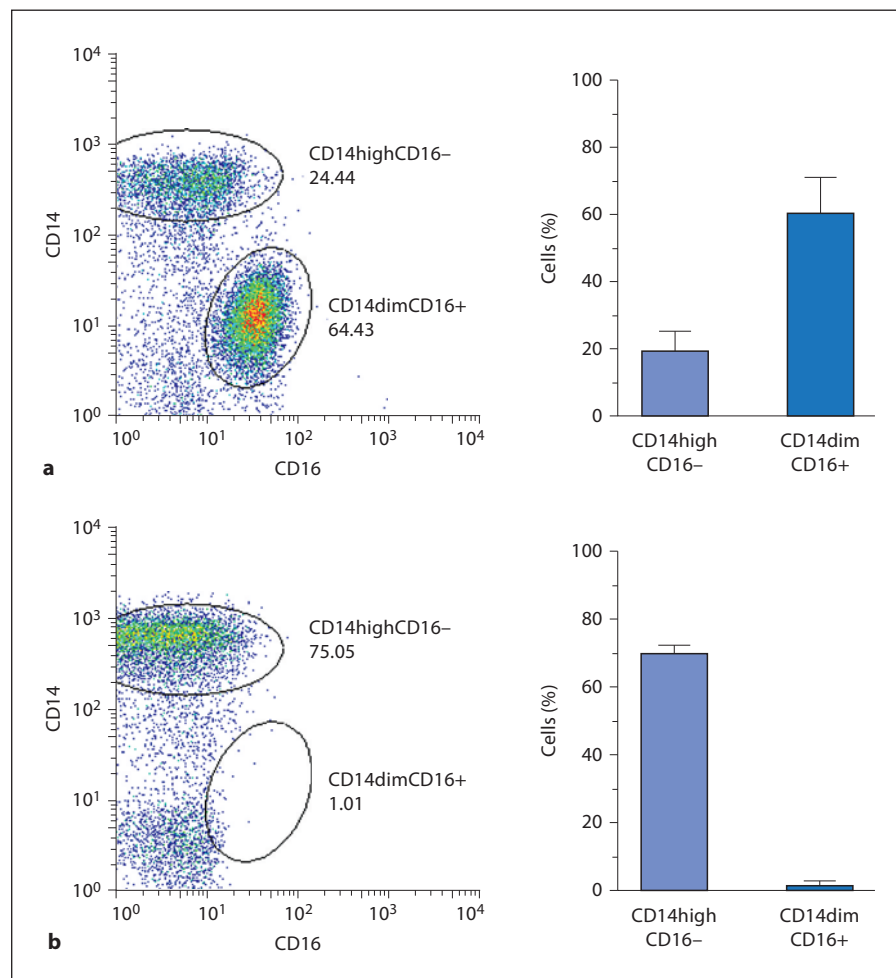 10⁴
10³
10²
10¹
10⁰
CD14
CD14highCD16–
24.44
CD14dimCD16+
64.43
10⁰ 10¹ 10² 10³ 10⁴
CD16
a
100
80
60
40
20
0
Cells (%)
CD14high
CD16–
CD14dim
CD16+
10⁴
10³
10²
10¹
10⁰
CD14
CD14highCD16–
75.05
CD14dimCD16+
1.01
10⁰ 10¹ 10² 10³ 10⁴
CD16
b
100
80
60
40
20
0
Cells (%)
CD14high
CD16–
CD14dim
CD16+